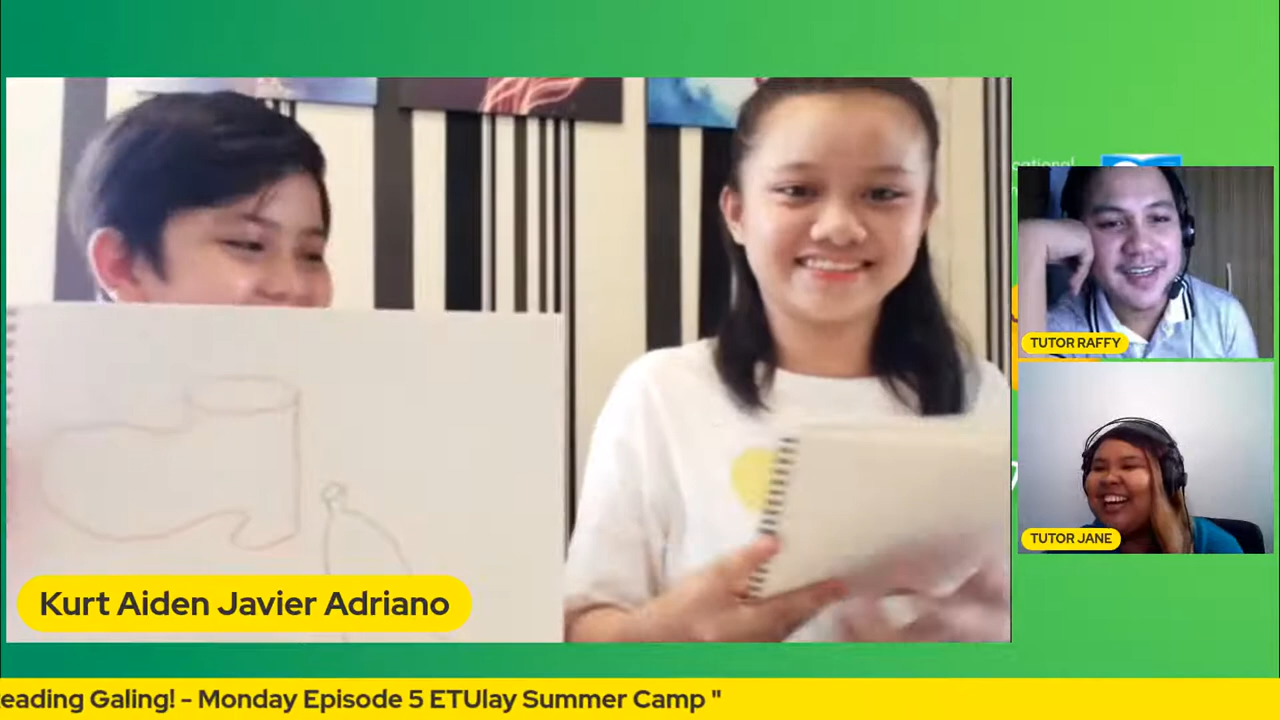 TUTOR RAFFY
TUTOR JANE
Kurt Aiden Javier Adriano
eading Galing! - Monday Episode 5 ETUlay Summer Camp "